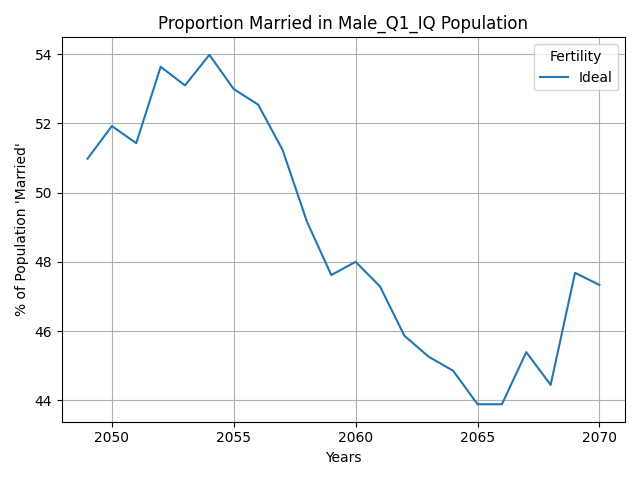 Proportion Married in Male_Q1_IQ Population
Fertility
Ideal
% of Population 'Married'
54
52
50
48
46
44
2050
2055
2060
2065
2070
Years